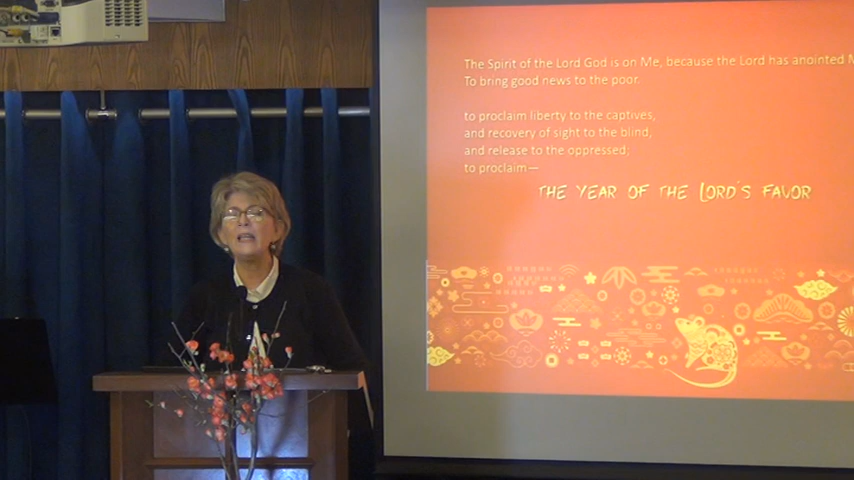 The Spirit of the Lord God is on Me, because the Lord has anointed M
To bring good news to the poor.
to proclaim liberty to the captives,
and recovery of sight to the blind,
and release to the oppressed;
to proclaim—
THE YEAR OF THE LORD'S FAVOR